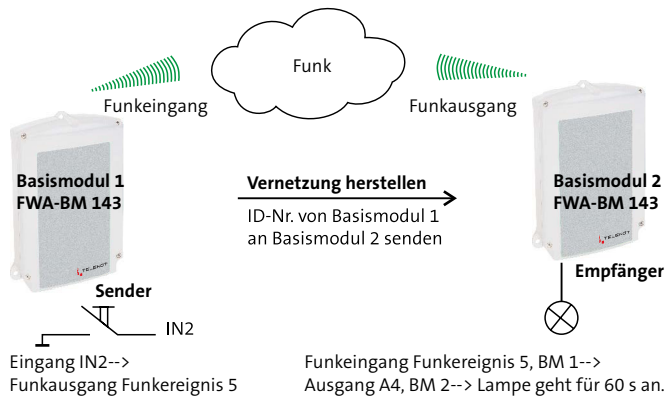 Funk
Funkeingang
Funkausgang
Basismodul 1
FWA-BM 143
Vernetzung herstellen
ID-Nr. von Basismodul 1
an Basismodul 2 senden
Basismodul 2
FWA-BM 143
TELENOT
TELENOT
Sender
Empfänger
IN2
Eingang IN2-->
Funkausgang Funkereignis 5
Funkeingang Funkereignis 5, BM 1-->
Ausgang A4, BM 2--> Lampe geht für 60 s an.